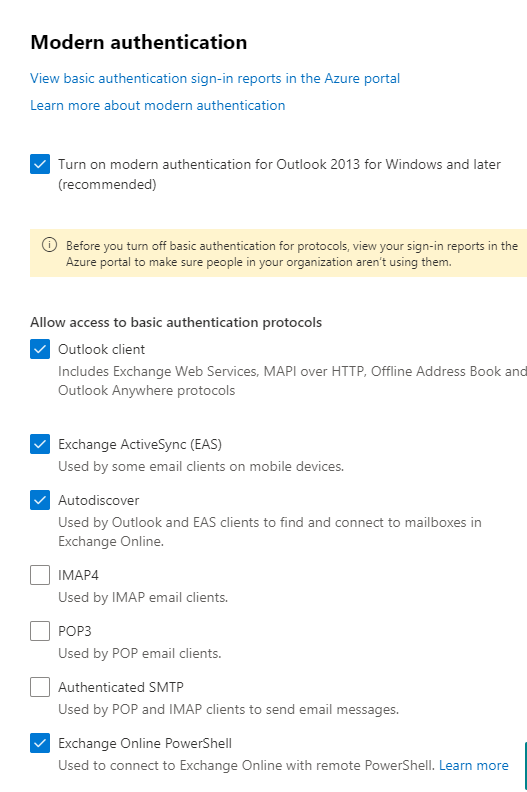 Modern authentication
View basic authentication sign-in reports in the Azure portal
Learn more about modern authentication
Turn on modern authentication for Outlook 2013 for Windows and later
(recommended)
Before you turn off basic authentication for protocols, view your sign-in reports in the
Azure portal to make sure people in your organization aren't using them.
Allow access to basic authentication protocols
Outlook client
Includes Exchange Web Services, MAPI over HTTP, Offline Address Book and
Outlook Anywhere protocols
Exchange ActiveSync (EAS)
Used by some email clients on mobile devices.
Autodiscover
Used by Outlook and EAS clients to find and connect to mailboxes in
Exchange Online.
IMAP4
Used by IMAP email clients.
POP3
Used by POP email clients.
Authenticated SMTP
Used by POP and IMAP clients to send email messages.
Exchange Online PowerShell
Used to connect to Exchange Online with remote PowerShell. Learn more